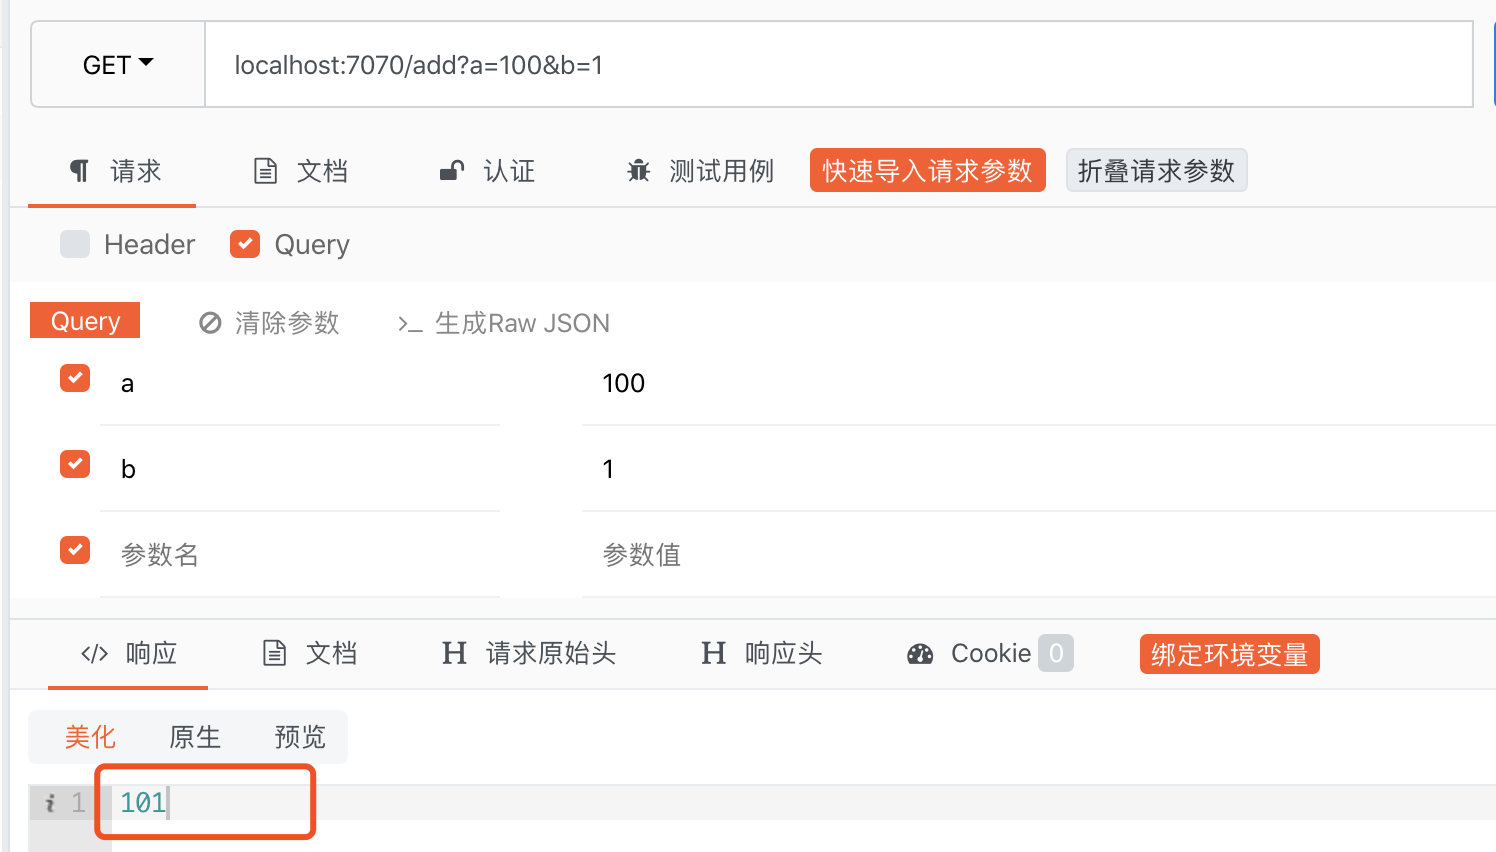 GET localhost:7070/add?a=100&b=1
请求 文档 认证 测试用例 快速导入请求参数 折叠请求参数
Header Query
Query 清除参数 生成Raw JSON
a 100
b 1
参数名 参数值
响应 文档 H 请求原始头 H 响应头 Cookie 0 绑定环境变量
美化 原生 预览
i 1 101